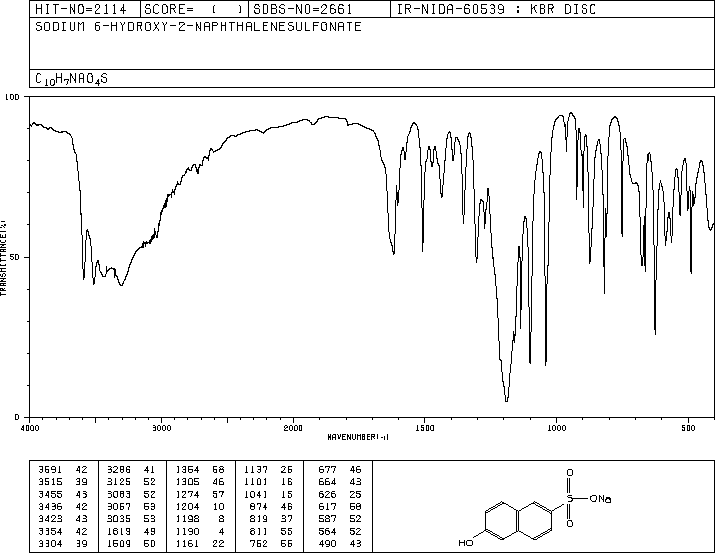 HIT-NO=2114 SCORE= ( ) SDBS-NO=2661 IR-NIDA-60539 : KBR DISC
SODIUM 6-HYDROXY-2-NAPHTHALENESULFONATE
C10H7NAO4S
100
50
0
TRANSMITTANCE(%)
4000 3000 2000 1500 1000 500
WAVENUMBER(-1)
3591 42 3286 41 1354 58 1137 26 677 46
3515 39 3125 52 1305 46 1101 16 664 43
3455 43 3083 52 1274 57 1041 15 626 25
3436 42 3057 53 1204 10 874 46 617 58
3423 43 3035 53 1198 8 819 37 587 52
3354 42 1619 49 1190 4 811 55 564 52
3304 39 1509 50 1161 22 752 55 490 43
O
S ONa
O
HO